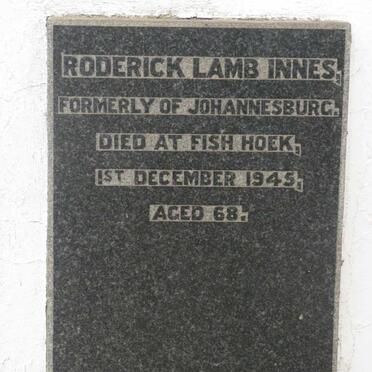 RODERICK LAMB INNES,
FORMERLY OF JOHANNESBURG.
DIED AT FISH HOEK,
1ST DECEMBER 1945,
AGED 68.